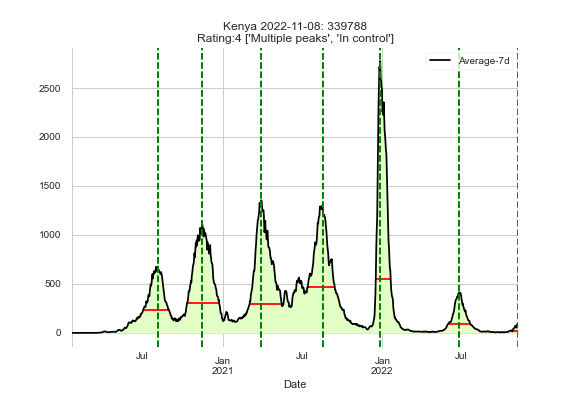 Kenya 2022-11-08: 339788
Rating:4 ['Multiple peaks', 'In control']
Average-7d
2500
2000
1500
1000
500
0
Jul
Jan
2021
Jul
Jan
2022
Jul
Date